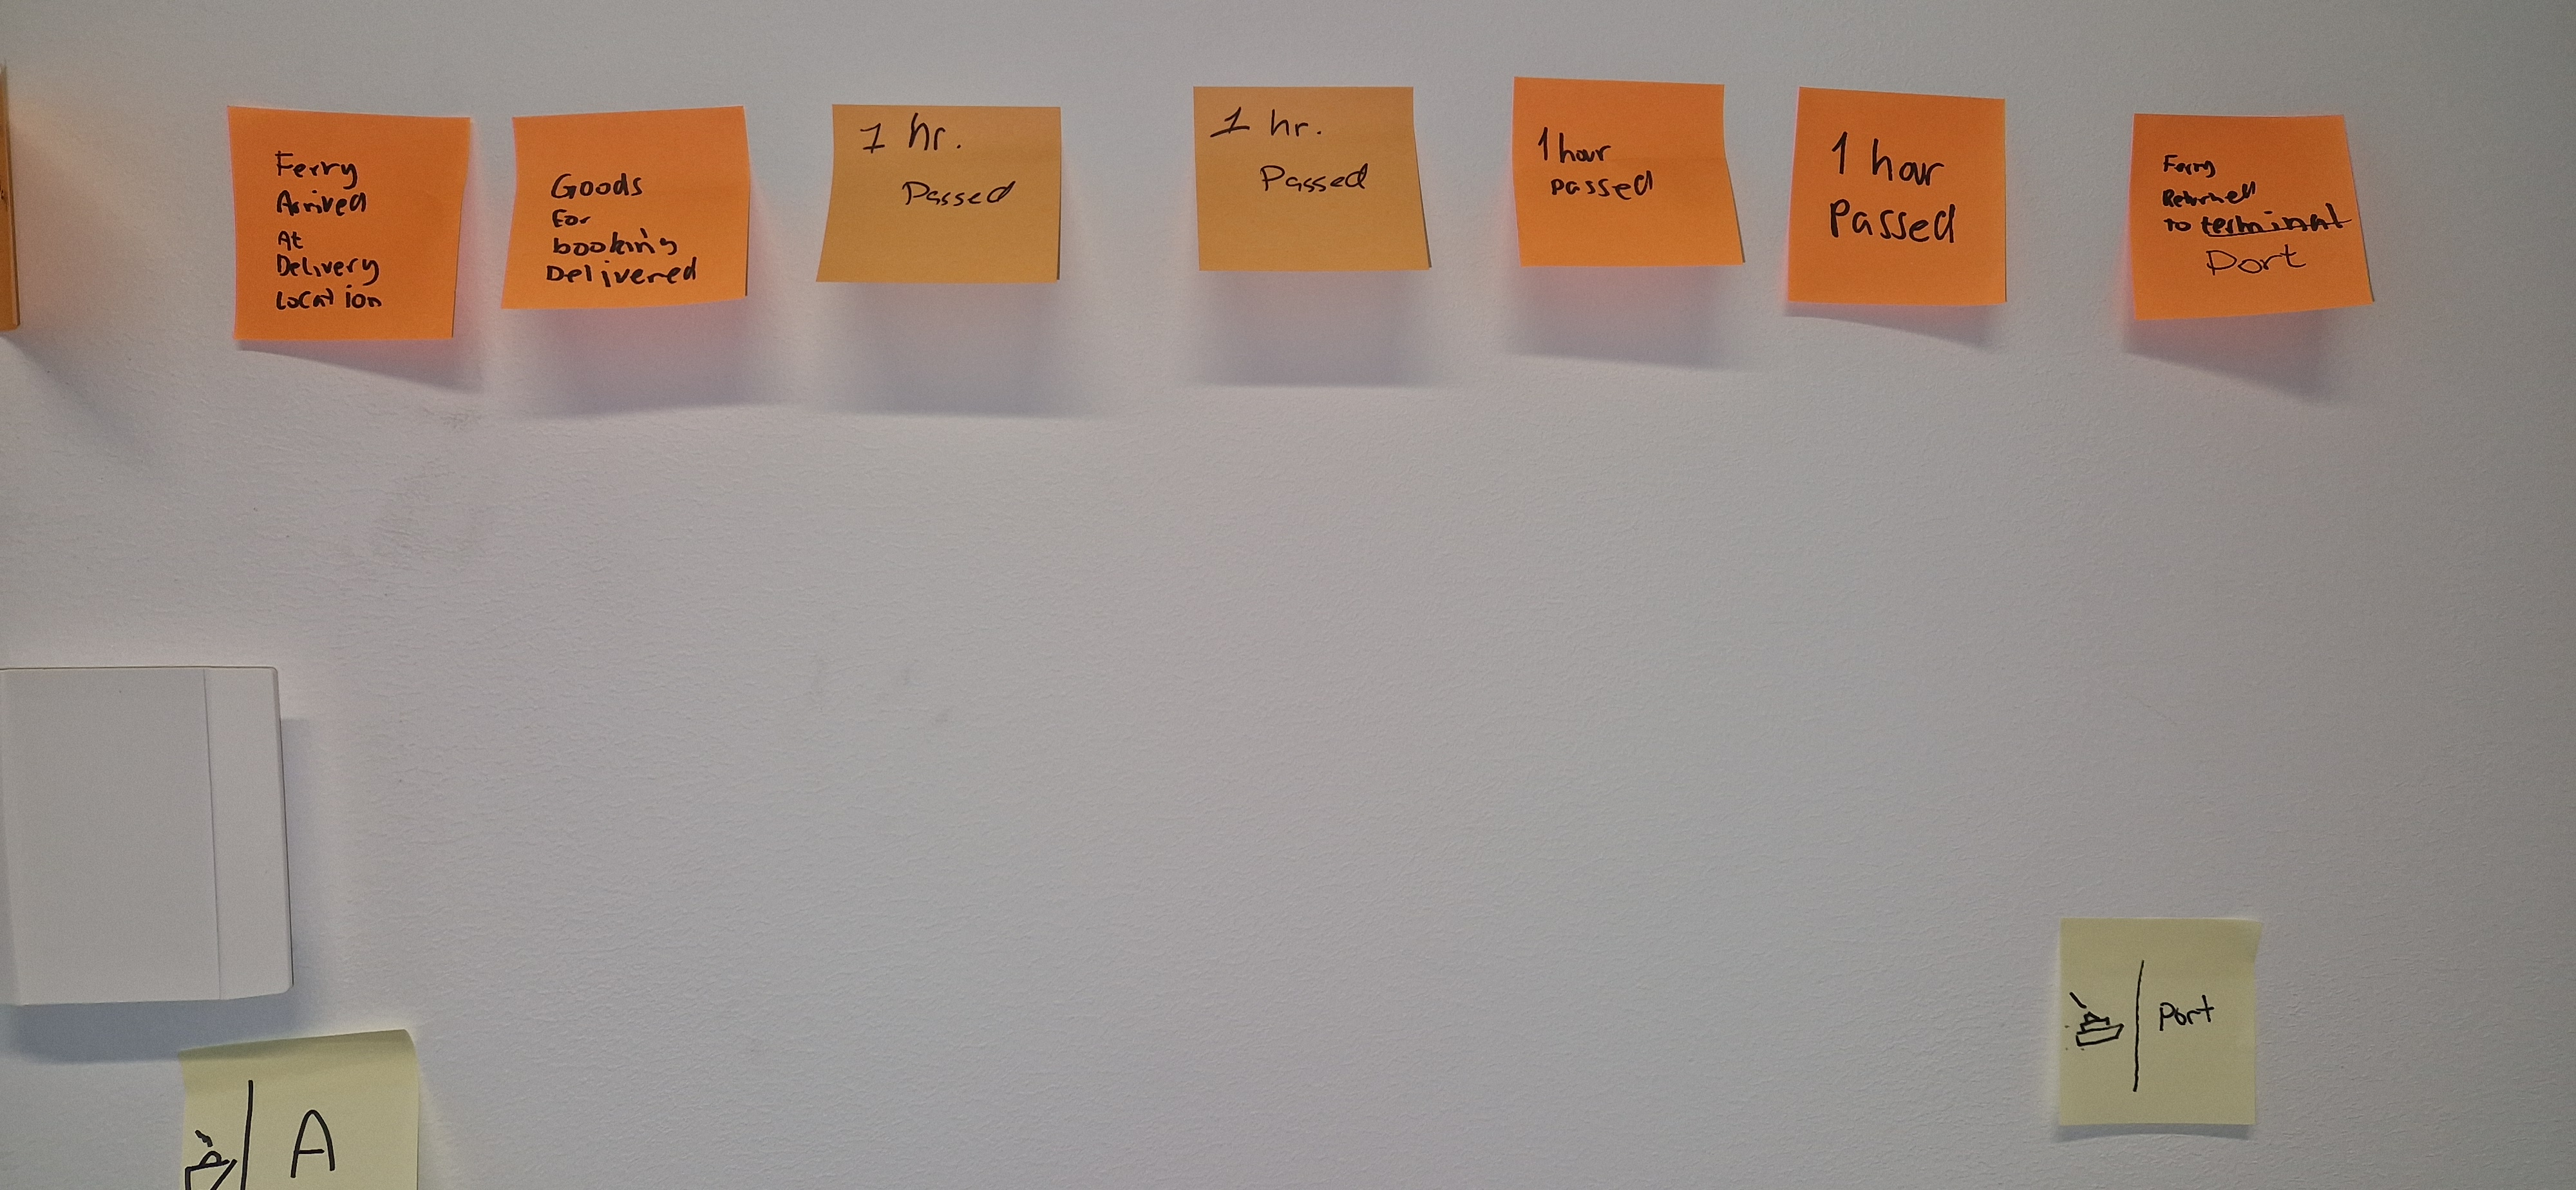 Ferry
Arrived
At
Delivery
Location
Goods
For
booking
Delivered
1 hr.
Passed
1 hr.
Passed
1 hour
passed
1 hour
Passed
Ferry
Returned
To terminal
Port
Port
A